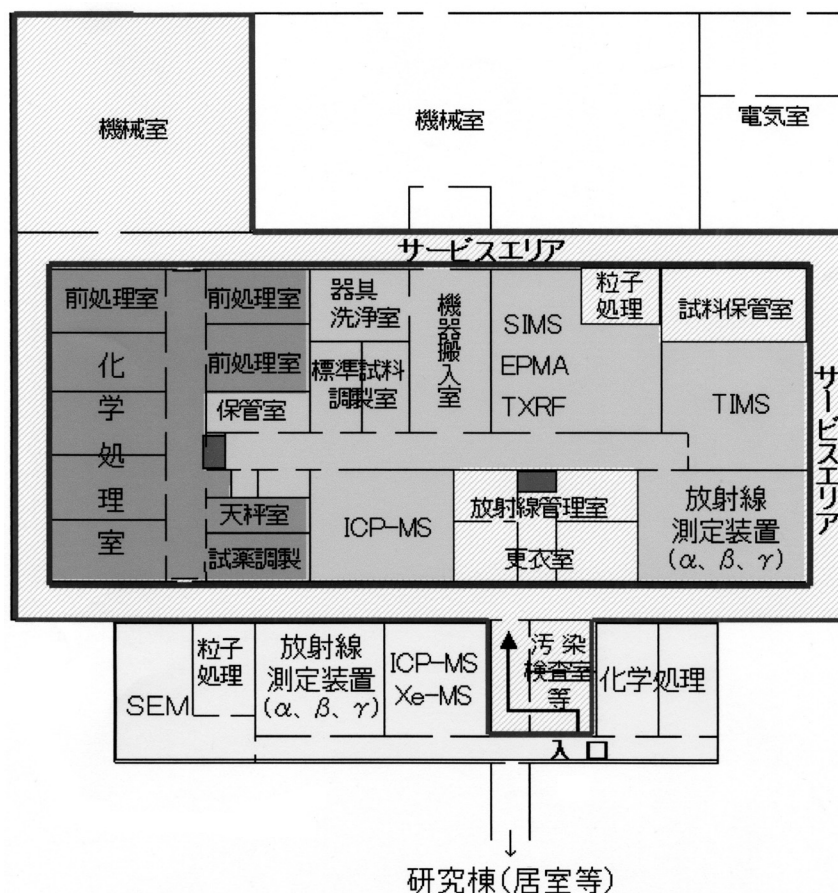 機械室
機械室
電気室
サービスエリア
前処理室
前処理室
器具
洗浄室
機器搬入室
SIMS
EPMA
TXRF
粒子
処理
試料保管室
サービスエリア
化学処理室
前処理室
標準試料
調製室
保管室
TIMS
天秤室
試薬調製
ICP-MS
放射線管理室
更衣室
放射線
測定装置
(α、β、γ)
SEM
粒子
処理
放射線
測定装置
(α、β、γ)
ICP-MS
Xe-MS
汚染
検査室
等
化学処理
入口
↓
研究棟(居室等)